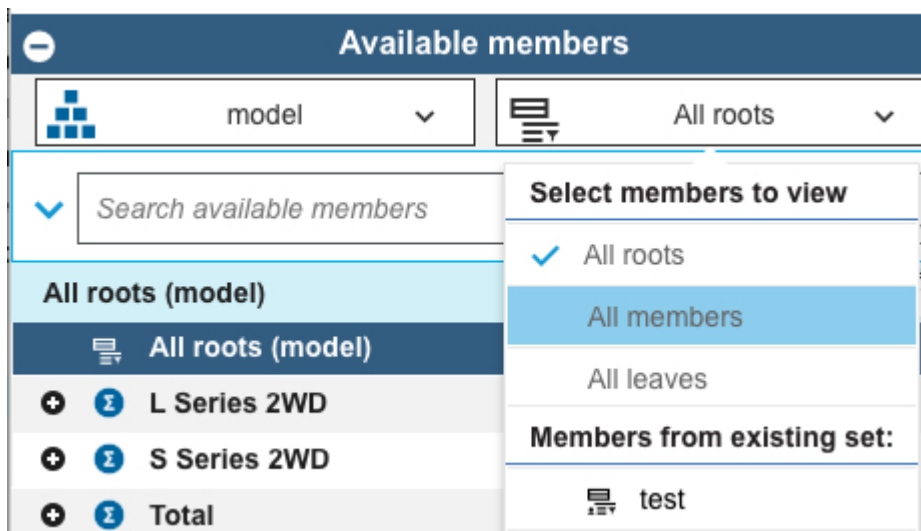 Available members
model
All roots
Search available members
Select members to view
All roots
All members
All leaves
Members from existing set:
test
All roots (model)
All roots (model)
L Series 2WD
S Series 2WD
Total